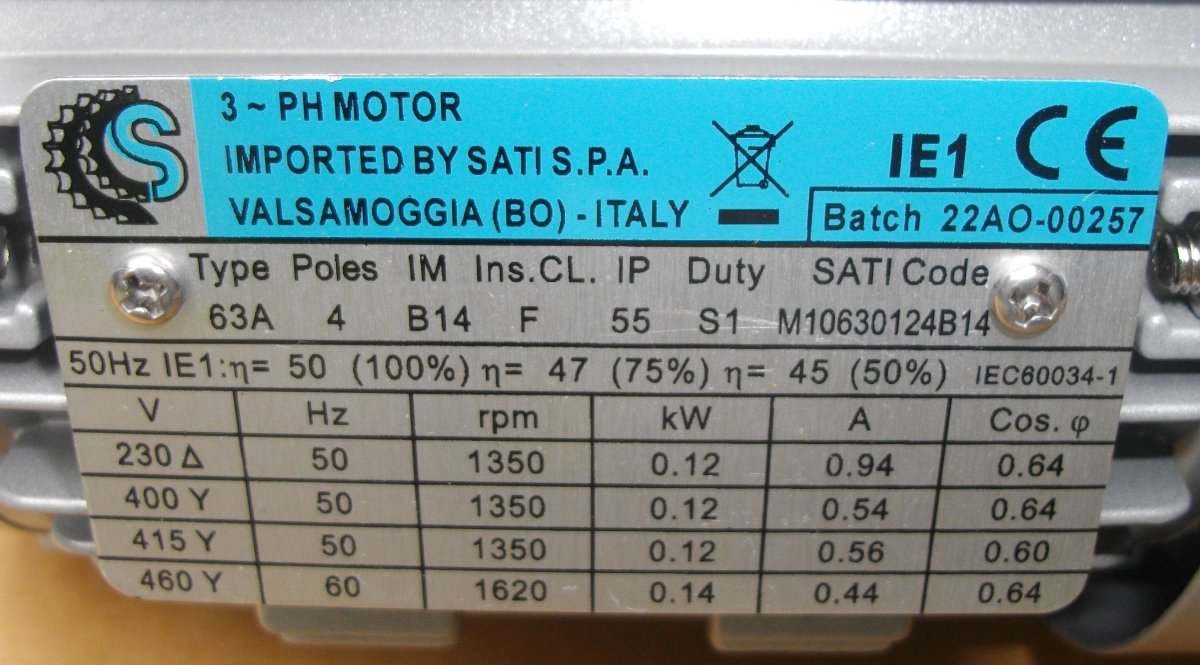 3 ~ PH MOTOR
IMPORTED BY SATI S.P.A.
VALSAMOGGIA (BO) - ITALY
IE1 CE
Batch 22AO-00257
S
Type Poles IM Ins.CL. IP Duty SATI Code
63A 4 B14 F 55 S1 M10630124B14
50Hz IE1:η= 50 (100%) η= 47 (75%) η= 45 (50%) IEC60034-1
V Hz rpm kW A Cos. φ
230 Δ 50 1350 0.12 0.94 0.64
400 Y 50 1350 0.12 0.54 0.64
415 Y 50 1350 0.12 0.56 0.60
460 Y 60 1620 0.14 0.44 0.64